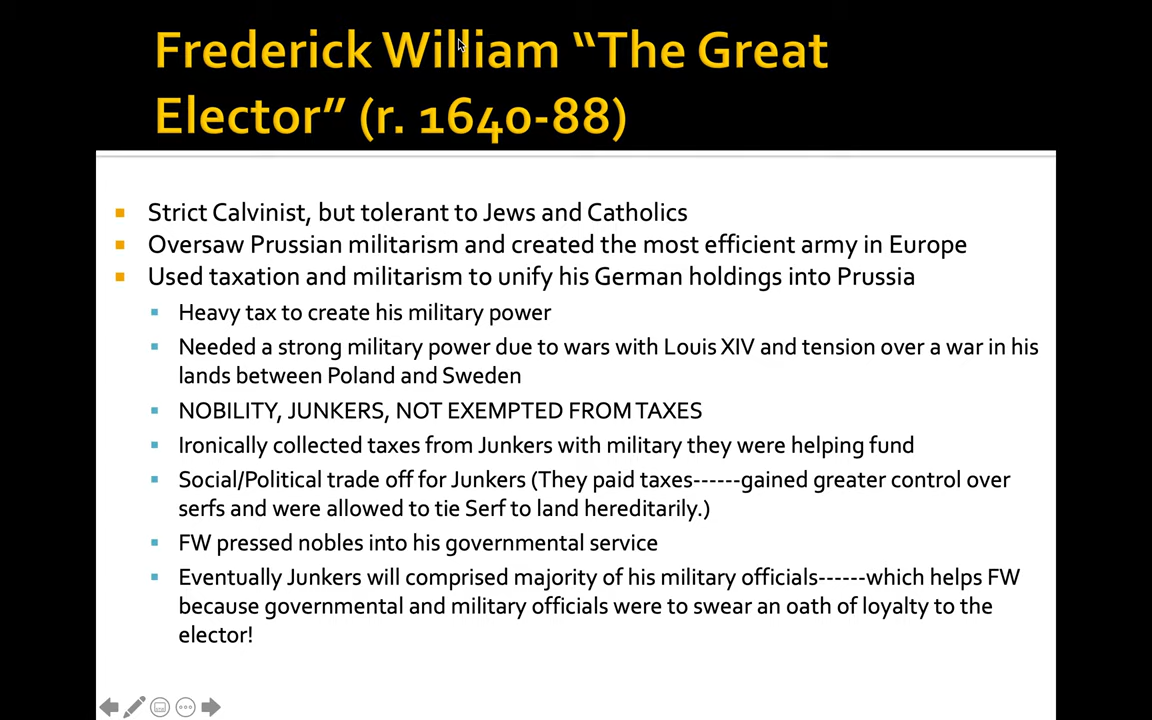 Frederick William “The Great
Elector” (r. 1640-88)
Strict Calvinist, but tolerant to Jews and Catholics
Oversaw Prussian militarism and created the most efficient army in Europe
Used taxation and militarism to unify his German holdings into Prussia
Heavy tax to create his military power
Needed a strong military power due to wars with Louis XIV and tension over a war in his
lands between Poland and Sweden
NOBILITY, JUNKERS, NOT EXEMPTED FROM TAXES
Ironically collected taxes from Junkers with military they were helping fund
Social/Political trade off for Junkers (They paid taxes------gained greater control over
serfs and were allowed to tie Serf to land hereditarily.)
FW pressed nobles into his governmental service
Eventually Junkers will comprised majority of his military officials------which helps FW
because governmental and military officials were to swear an oath of loyalty to the
elector!